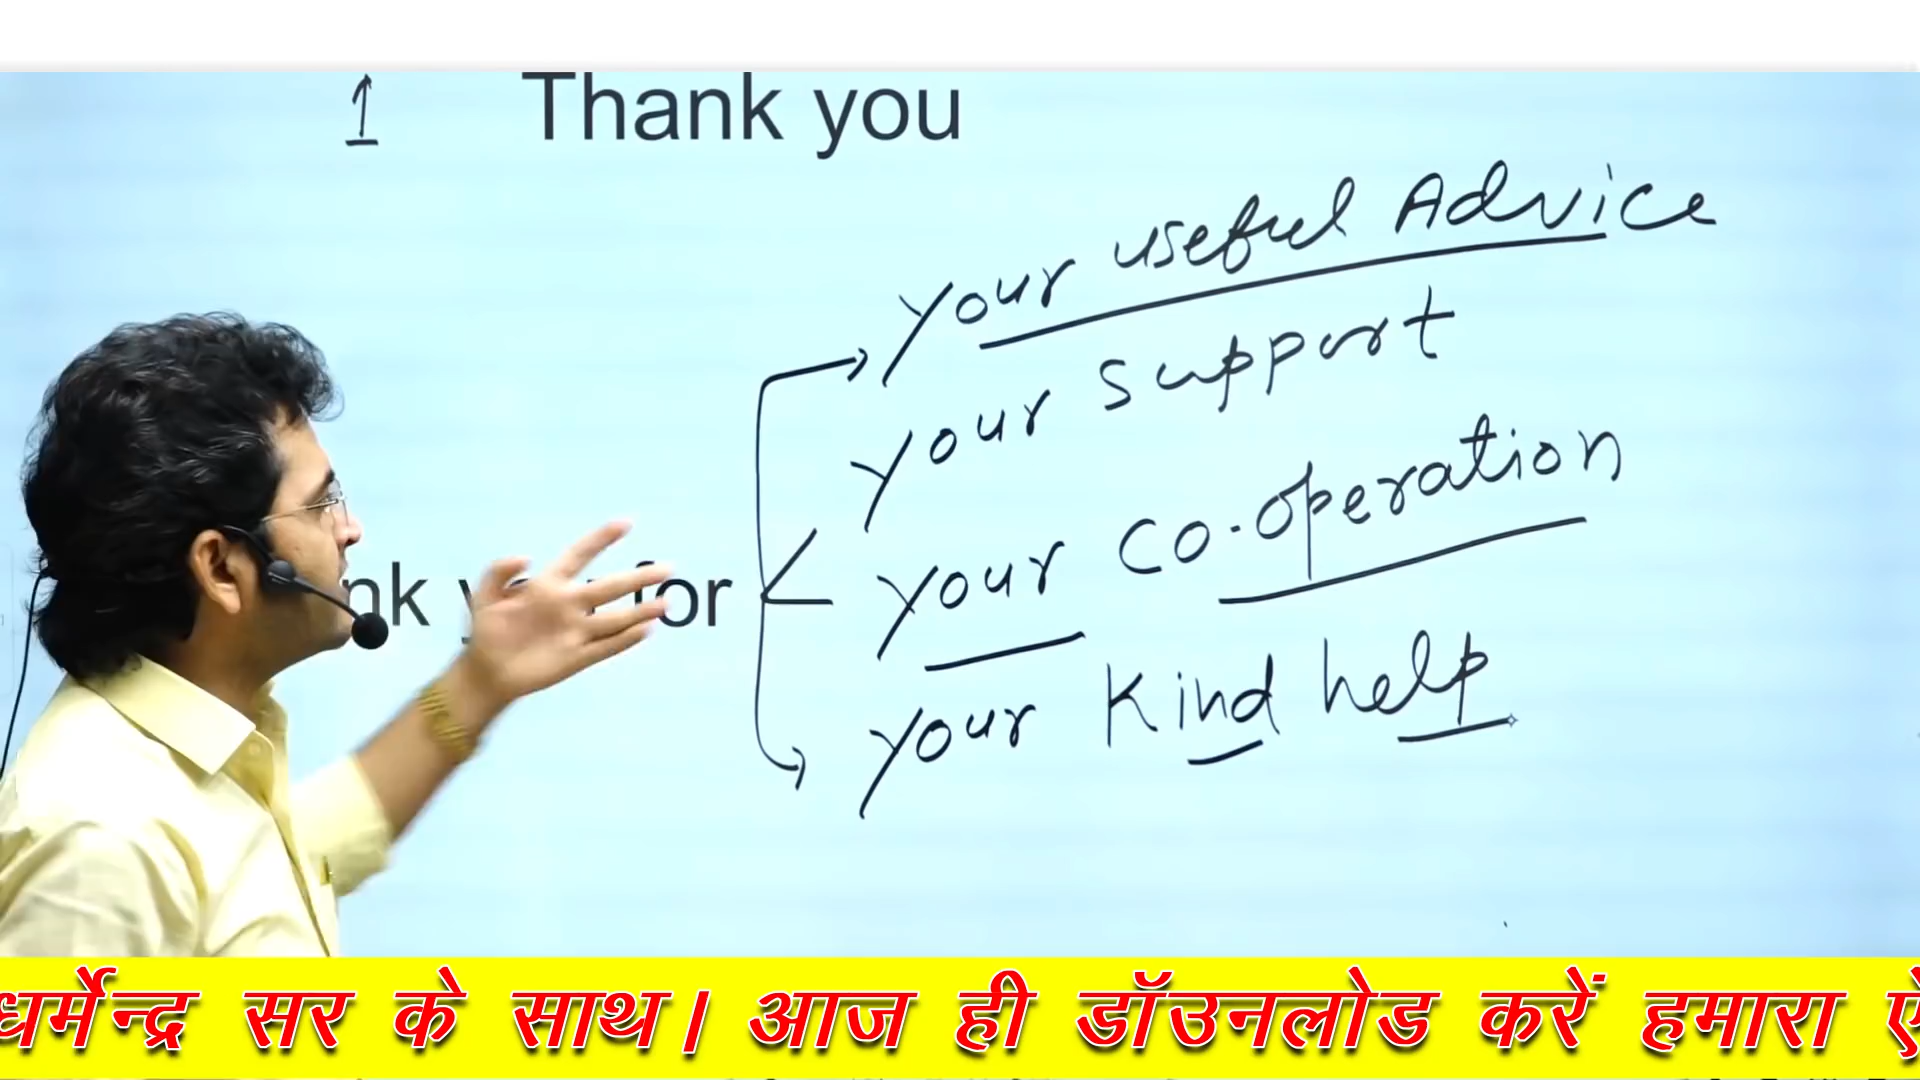 1 Thank you
your useful Advice
your support
your co-operation
for
your kind help
धर्मेन्द्र सर के साथ। आज ही डॉउनलोड करें हमारा